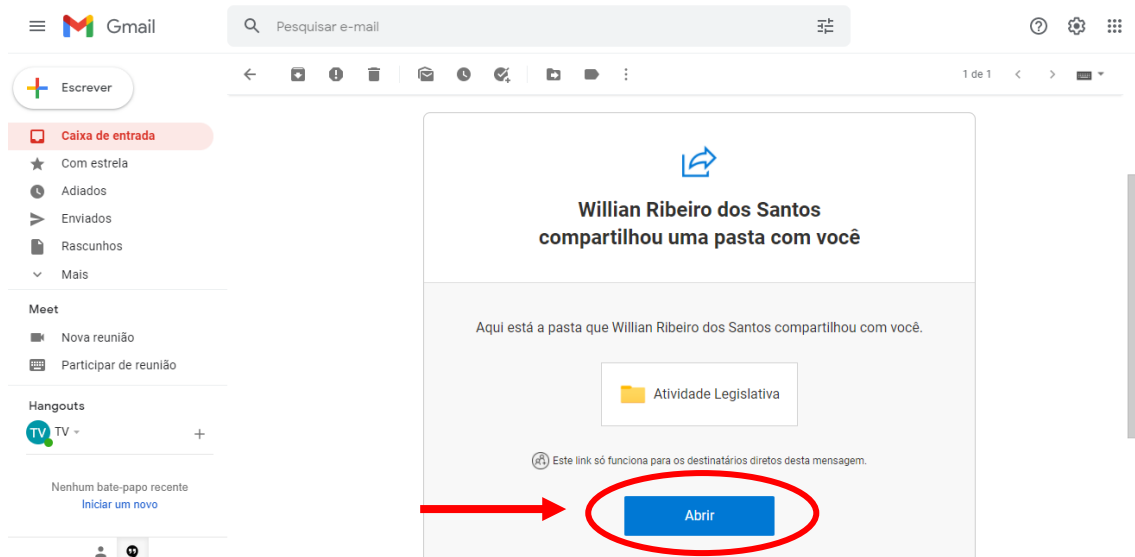 Gmail
Pesquisar e-mail
Escrever
1 de 1
Caixa de entrada
Com estrela
Adiados
Enviados
Rascunhos
Mais
Meet
Nova reunião
Participar de reunião
Hangouts
TV TV
Nenhum bate-papo recente
Iniciar um novo
Willian Ribeiro dos Santos
compartilhou uma pasta com você
Aqui está a pasta que Willian Ribeiro dos Santos compartilhou com você.
Atividade Legislativa
Este link só funciona para os destinatários diretos desta mensagem.
Abrir